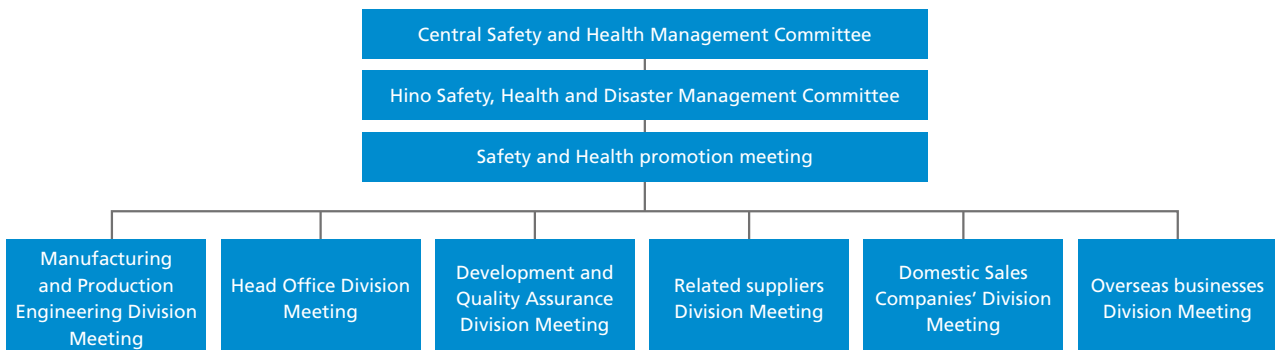 Central Safety and Health Management Committee
Hino Safety, Health and Disaster Management Committee
Safety and Health promotion meeting
Manufacturing
and Production
Engineering Division
Meeting
Head Office Division
Meeting
Development and
Quality Assurance
Division Meeting
Related suppliers
Division Meeting
Domestic Sales
Companies’ Division
Meeting
Overseas businesses
Division Meeting